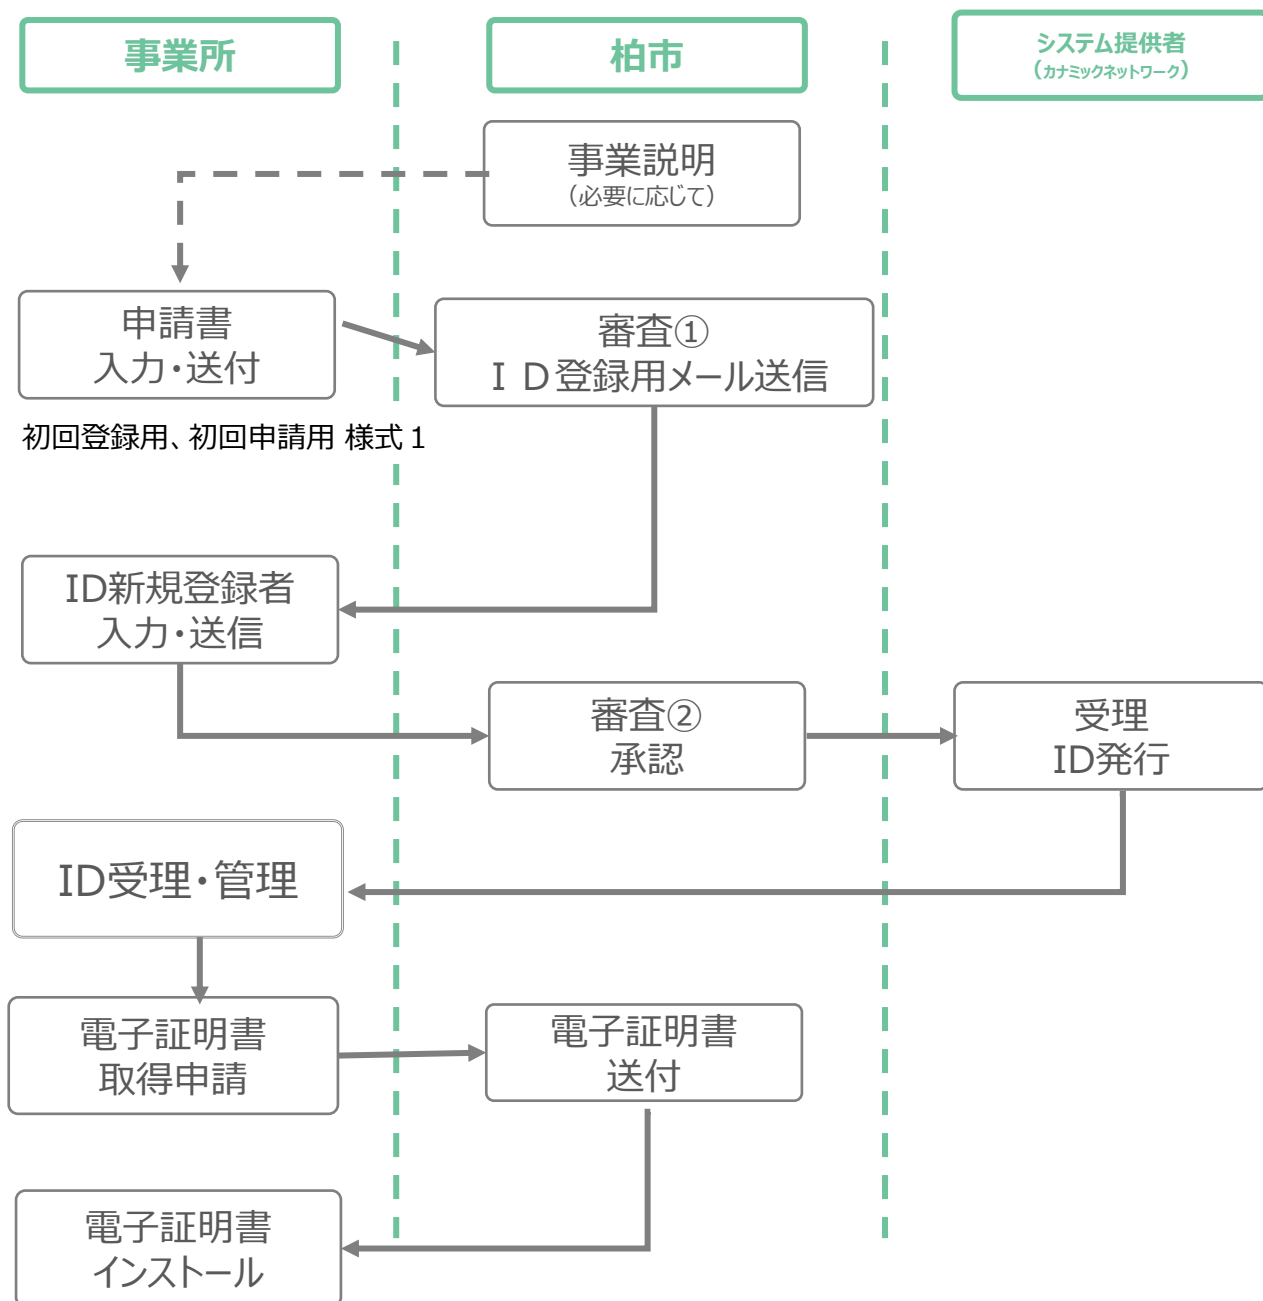 事業所
柏市
システム提供者
（カナミックネットワーク）
事業説明
（必要に応じて）
申請書
入力・送付
審査①
ＩＤ登録用メール送信
初回登録用、初回申請用 様式１
ID新規登録者
入力・送信
審査②
承認
受理
ID発行
ID受理・管理
電子証明書
取得申請
電子証明書
送付
電子証明書
インストール